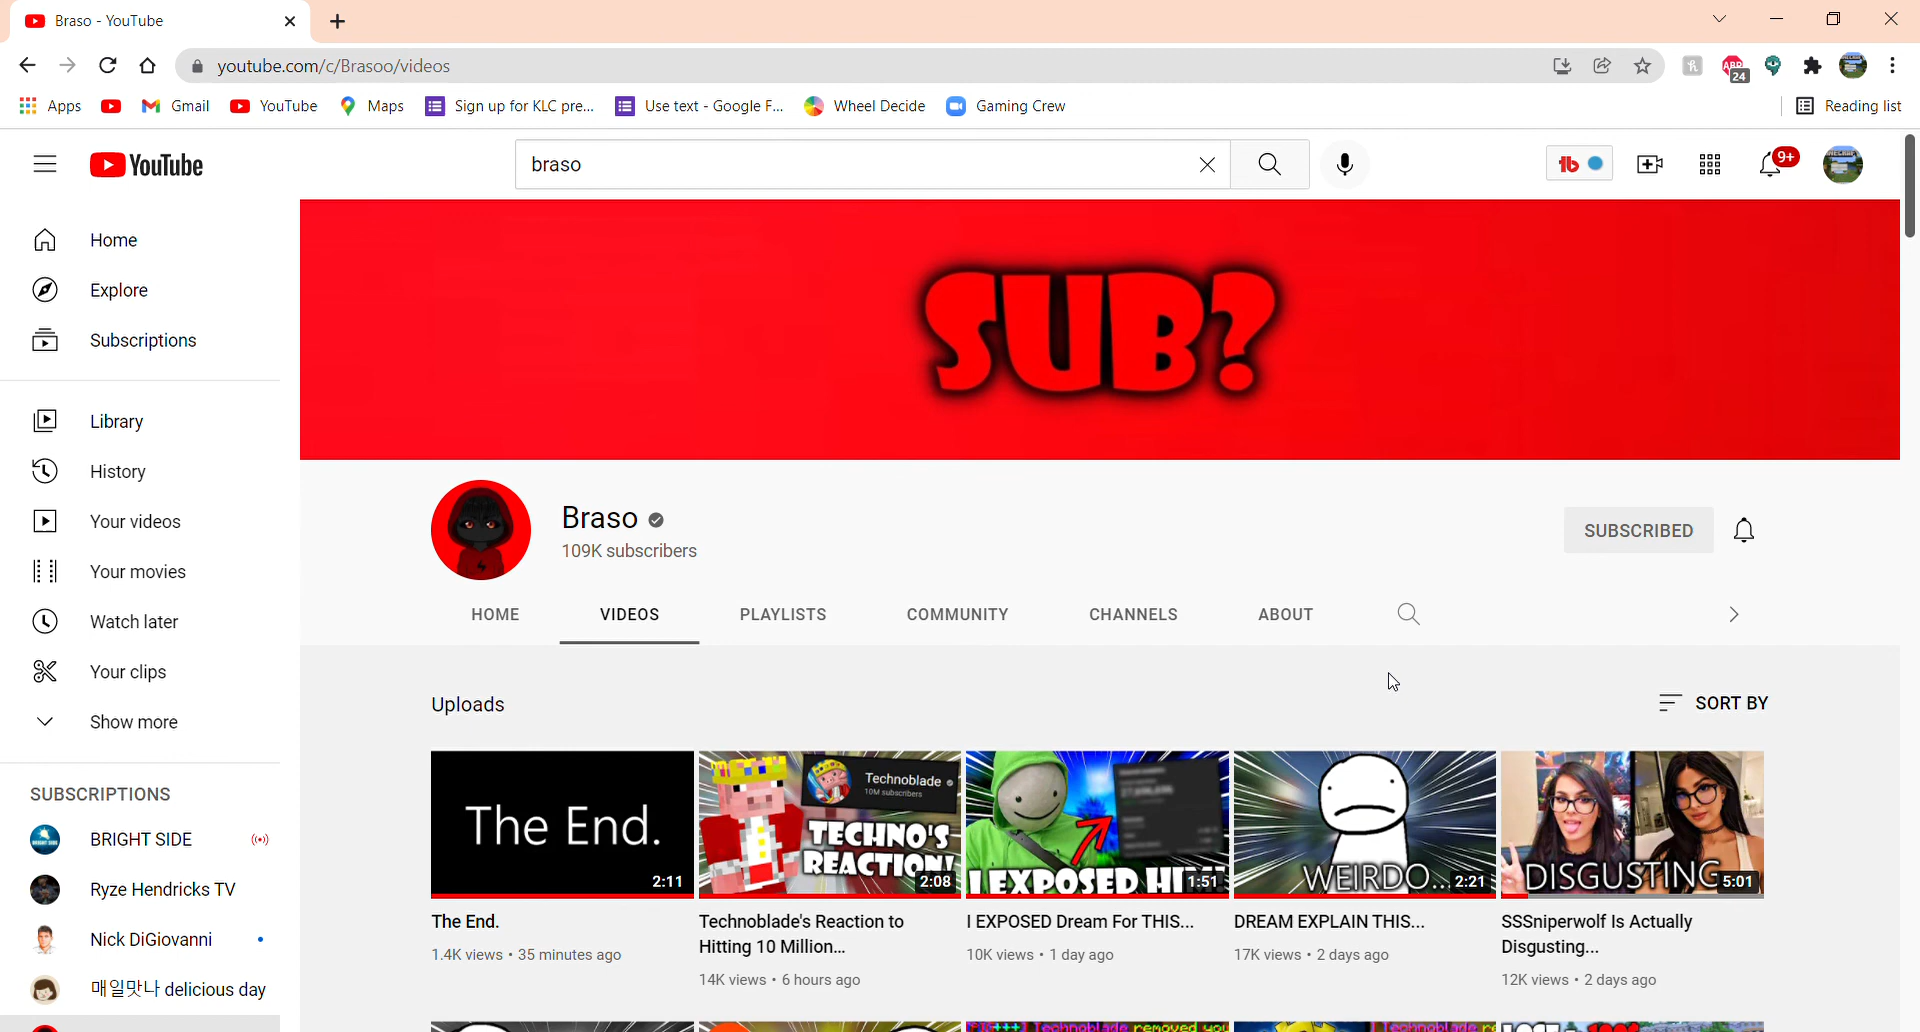 Braso - YouTube
youtube.com/c/Brasoo/videos
24
Apps
Gmail
YouTube
Maps
Sign up for KLC pre...
Use text - Google F...
Wheel Decide
Gaming Crew
Reading list
YouTube
braso
9+
Home
Explore
Subscriptions
Library
History
Your videos
Your movies
Watch later
Your clips
Show more
SUBSCRIPTIONS
BRIGHT SIDE
Ryze Hendricks TV
Nick DiGiovanni
매일맛나 delicious day
SUB?
Braso
109K subscribers
SUBSCRIBED
HOME
VIDEOS
PLAYLISTS
COMMUNITY
CHANNELS
ABOUT
Uploads
SORT BY
The End.
2:11
The End.
1.4K views • 35 minutes ago
Technoblade
10M subscribers
TECHNO'S
REACTION!
2:08
Technoblade's Reaction to
Hitting 10 Million...
14K views • 6 hours ago
I EXPOSED
1:51
I EXPOSED Dream For THIS...
10K views • 1 day ago
WEIRDO...
2:21
DREAM EXPLAIN THIS...
17K views • 2 days ago
DISGUSTING
5:01
SSSniperwolf Is Actually
Disgusting...
12K views • 2 days ago
Technoblade removed you